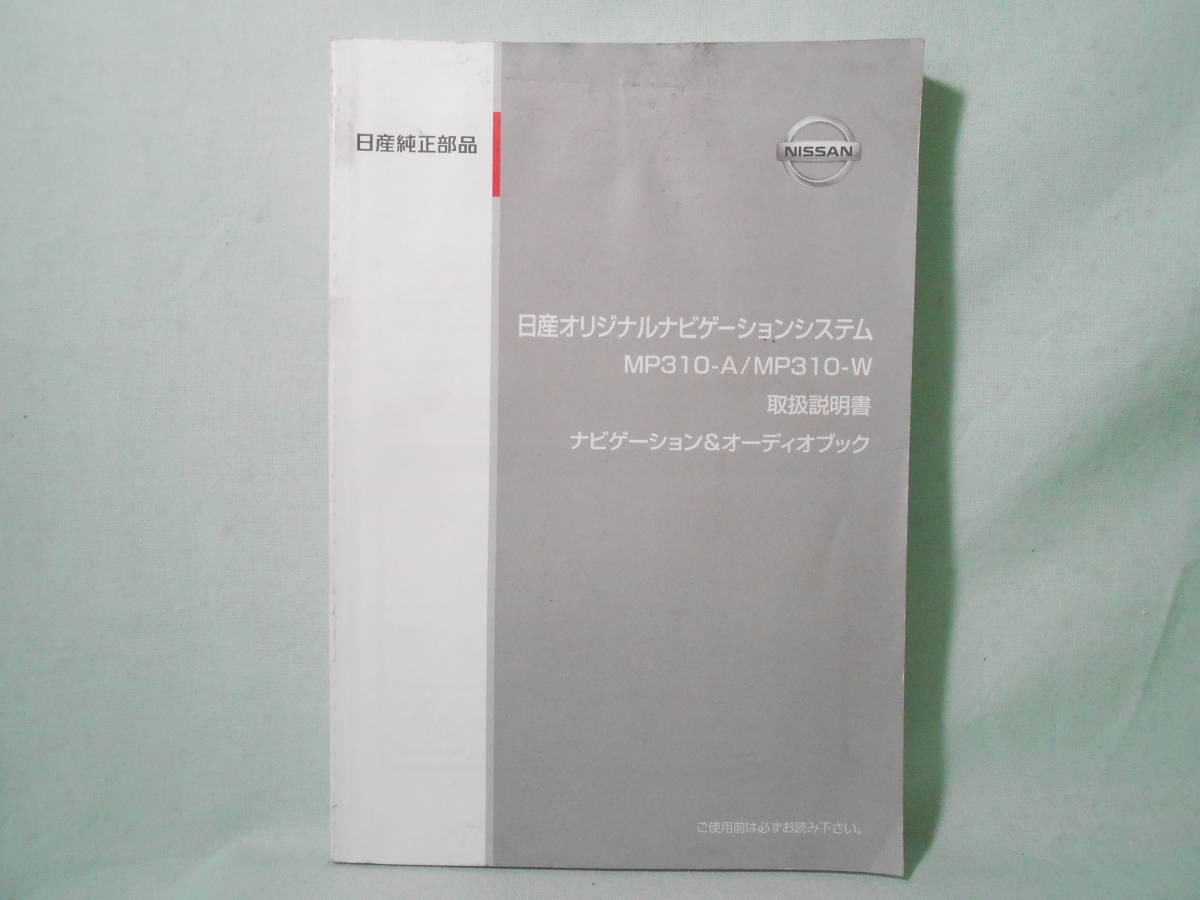 日産純正部品
NISSAN
日産オリジナルナビゲーションシステム
MP310-A/MP310-W
取扱説明書
ナビゲーション&オーディオブック
ご使用前は必ずお読み下さい。